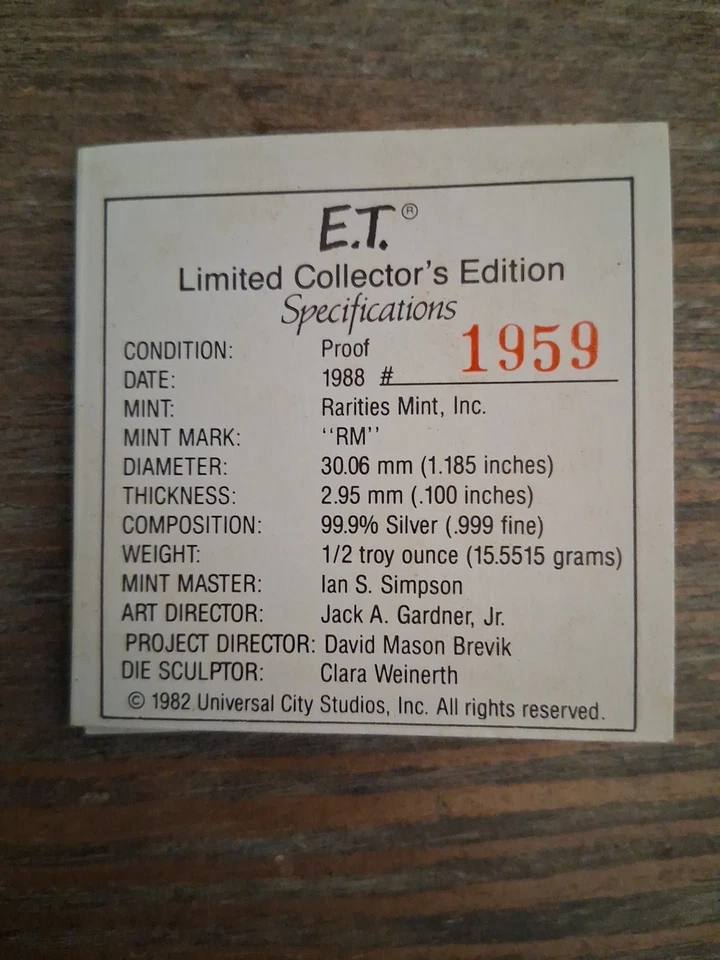 E.T.®
Limited Collector's Edition
Specifications
CONDITION: Proof
DATE: 1988 # 1959
MINT: Rarities Mint, Inc.
MINT MARK: ''RM''
DIAMETER: 30.06 mm (1.185 inches)
THICKNESS: 2.95 mm (.100 inches)
COMPOSITION: 99.9% Silver (.999 fine)
WEIGHT: 1/2 troy ounce (15.5515 grams)
MINT MASTER: Ian S. Simpson
ART DIRECTOR: Jack A. Gardner, Jr.
PROJECT DIRECTOR: David Mason Brevik
DIE SCULPTOR: Clara Weinerth
© 1982 Universal City Studios, Inc. All rights reserved.